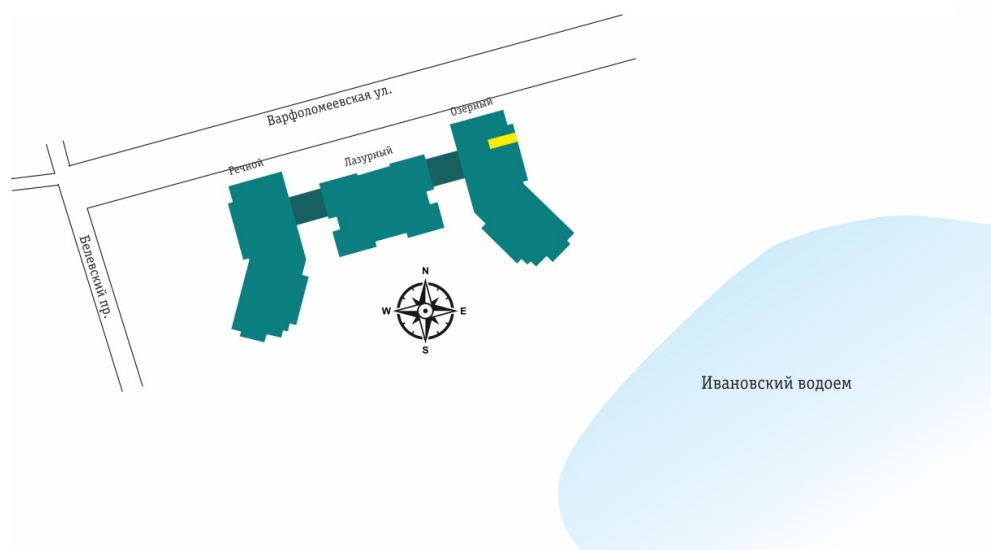 Варфоломеевская ул.
Озерный
Лазурный
Речной
Белевский пр.
N
W
E
S
Ивановский водоем